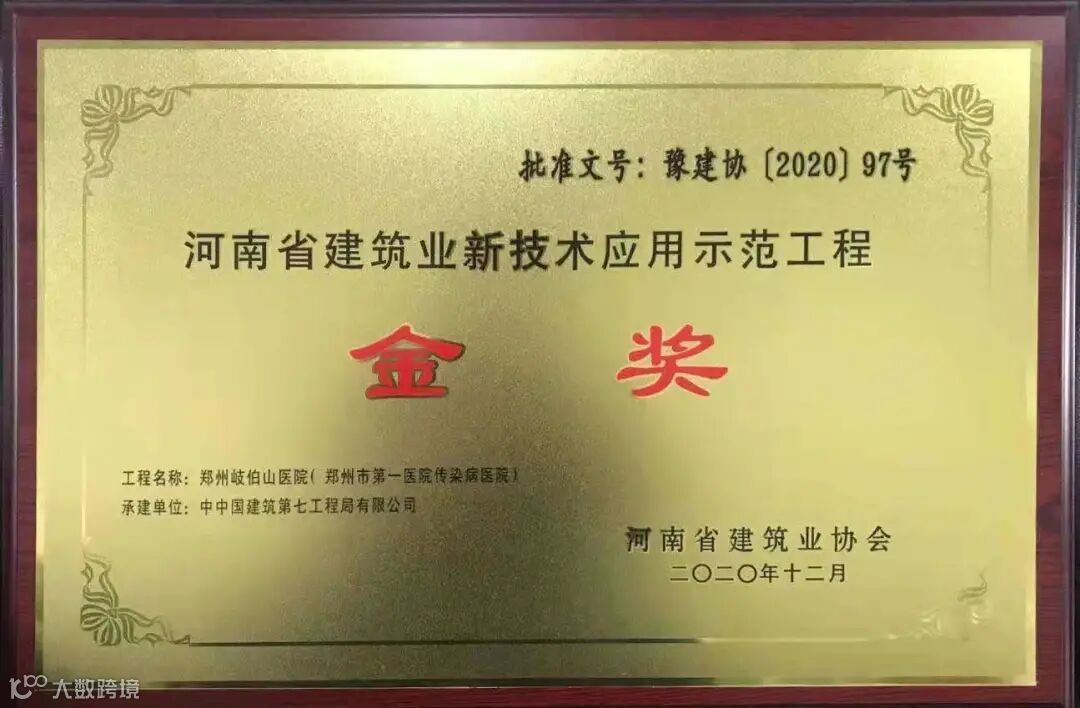 批准文号：豫建协〔2020〕97号
河南省建筑业新技术应用示范工程
金 奖
工程名称：郑州岐伯山医院（郑州市第一医院传染病医院）
承建单位：中中国建筑第七工程局有限公司
河南省建筑业协会
二〇二〇年十二月
大数跨境